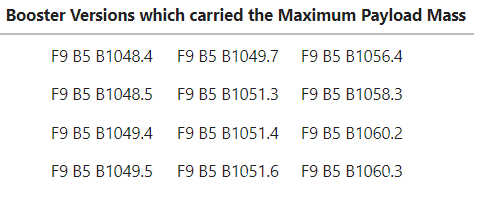 Booster Versions which carried the Maximum Payload Mass
F9 B5 B1048.4 F9 B5 B1049.7 F9 B5 B1056.4
F9 B5 B1048.5 F9 B5 B1051.3 F9 B5 B1058.3
F9 B5 B1049.4 F9 B5 B1051.4 F9 B5 B1060.2
F9 B5 B1049.5 F9 B5 B1051.6 F9 B5 B1060.3